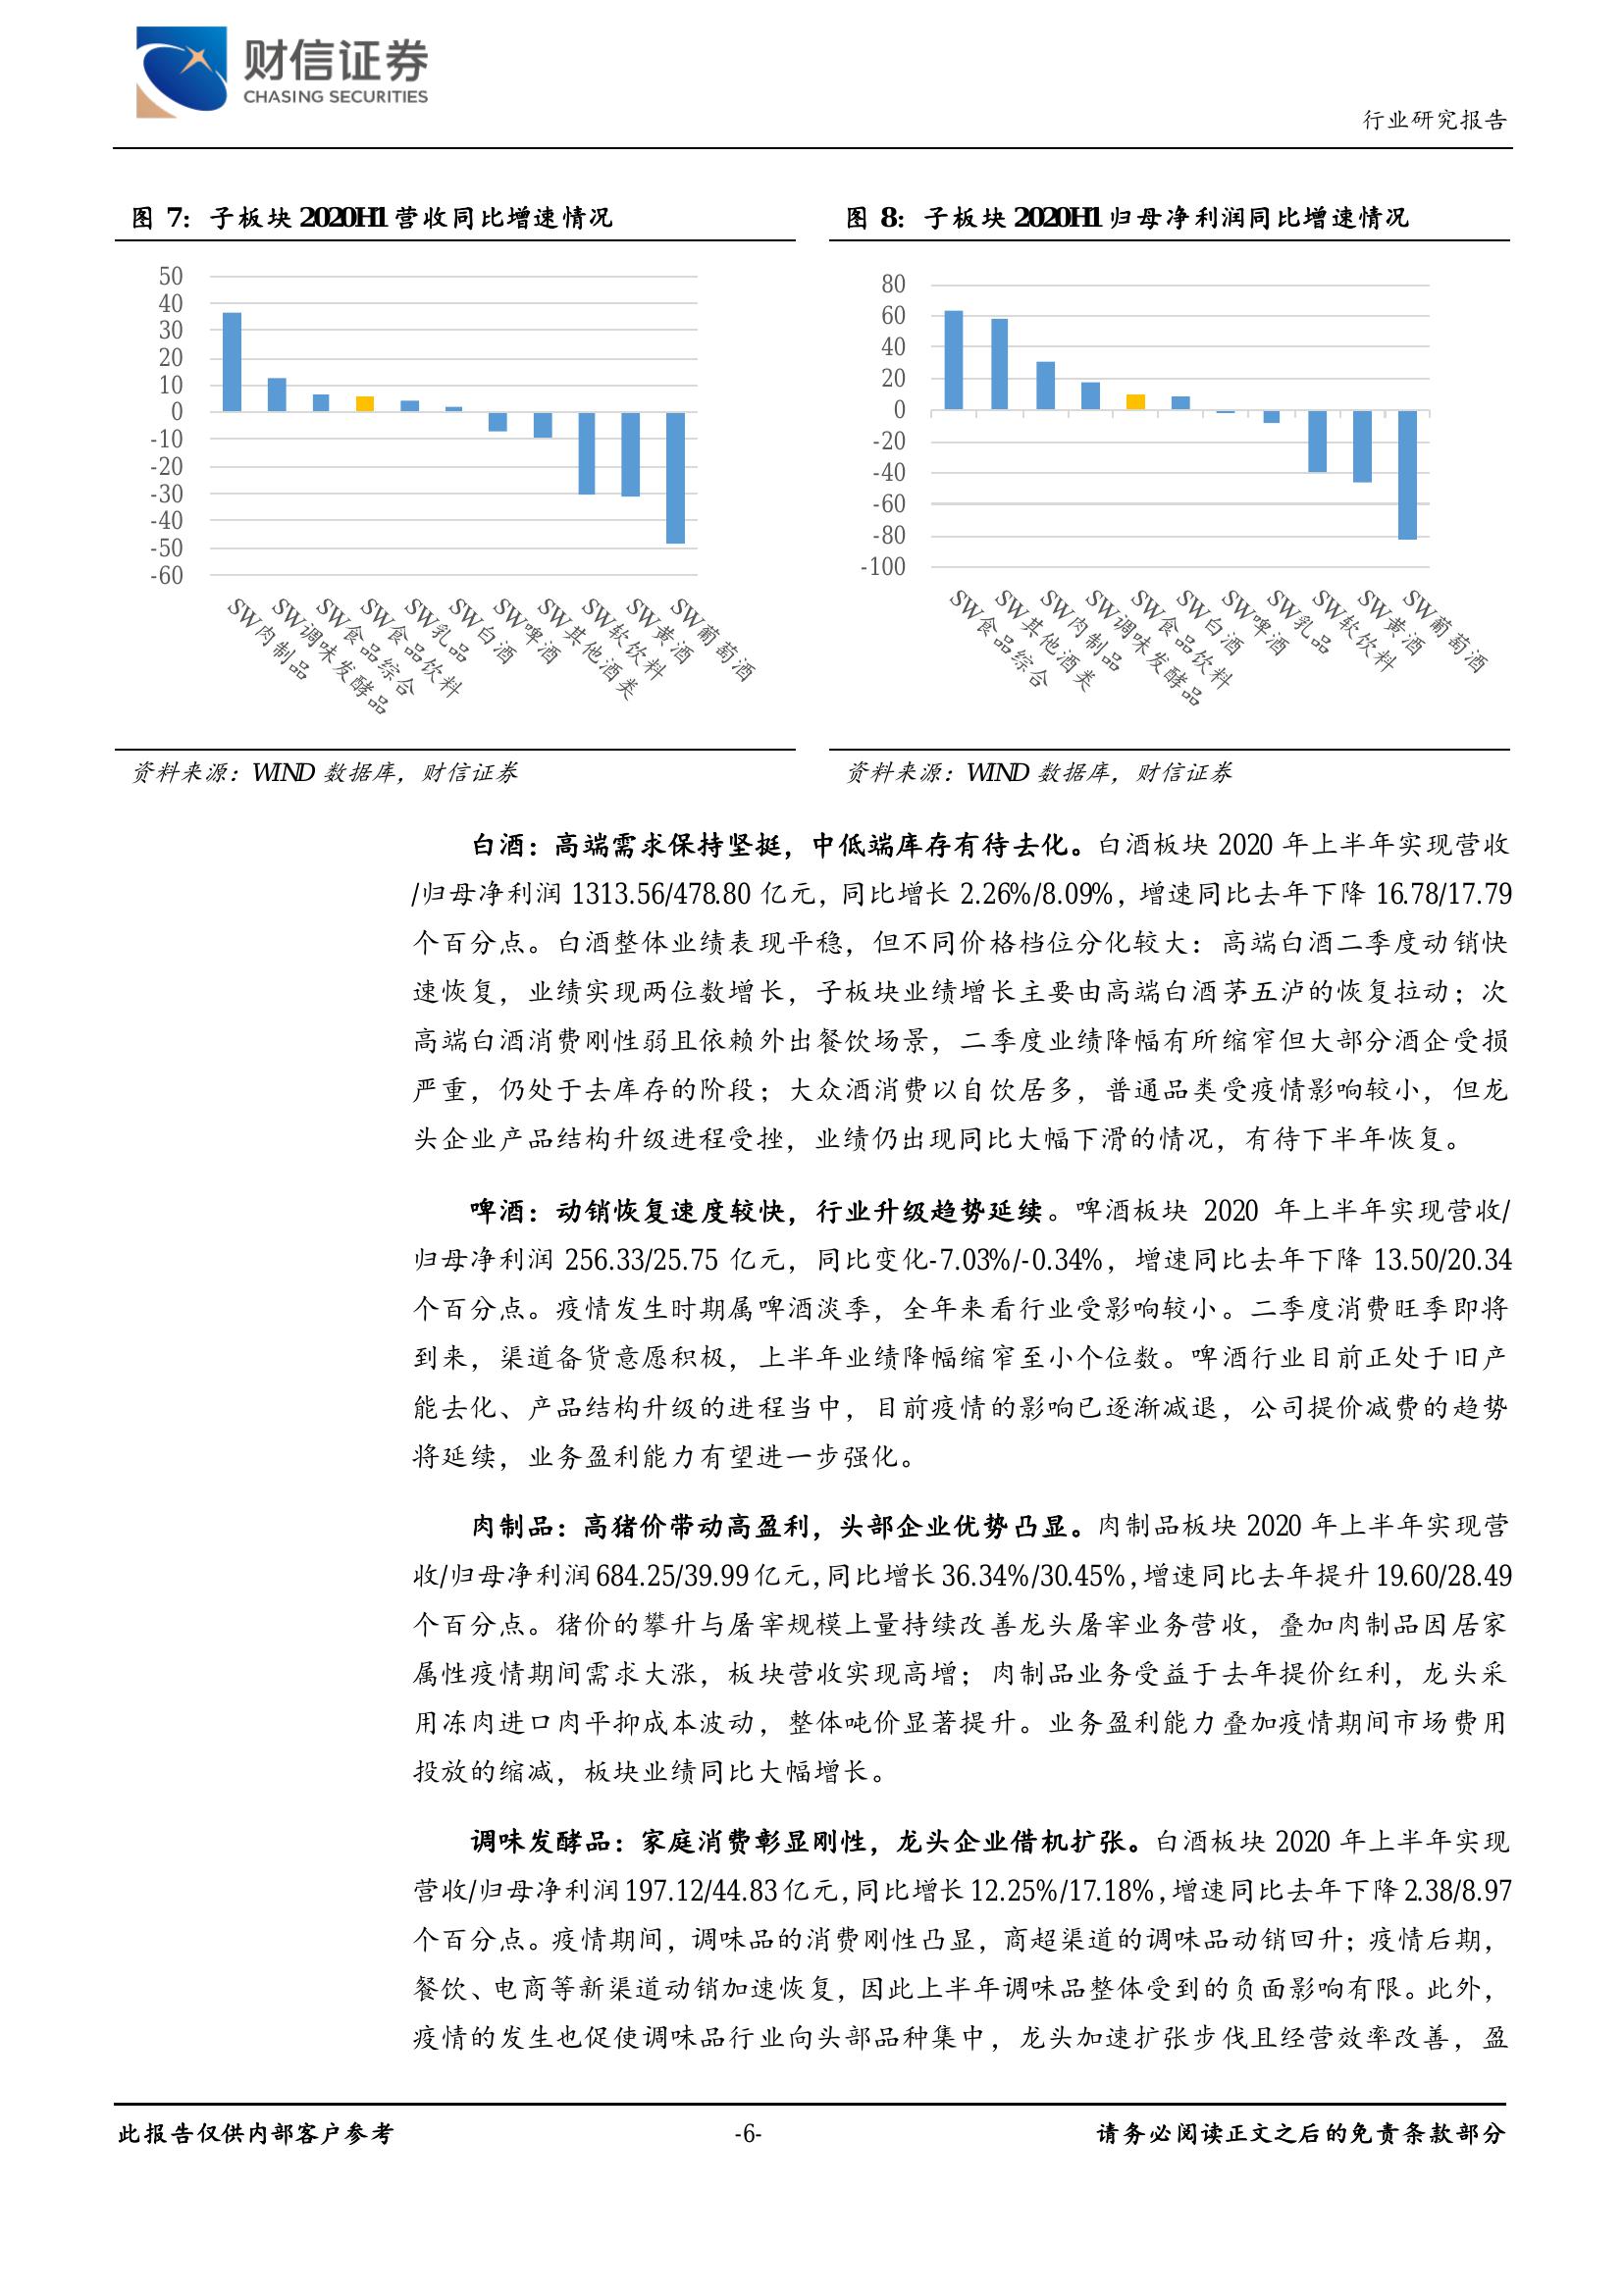 财信证券
CHASING SECURITIES
行业研究报告
图 7：子板块 2020H1 营收同比增速情况
50
40
30
20
10
0
-10
-20
-30
-40
-50
-60
SW肉制品
SW调味发酵品
SW食品综合
SW食品饮料
SW乳品
SW白酒
SW啤酒
SW其他酒类
SW软饮料
SW黄酒
SW葡萄酒
资料来源：WIND 数据库，财信证券
图 8：子板块 2020H1 归母净利润同比增速情况
80
60
40
20
0
-20
-40
-60
-80
-100
SW食品综合
SW其他酒类
SW肉制品
SW调味发酵品
SW食品饮料
SW白酒
SW啤酒
SW乳品
SW软饮料
SW黄酒
SW葡萄酒
资料来源：WIND 数据库，财信证券
白酒：高端需求保持坚挺，中低端库存有待去化。白酒板块 2020 年上半年实现营收
/归母净利润 1313.56/478.80 亿元，同比增长 2.26%/8.09%，增速同比去年下降 16.78/17.79
个百分点。白酒整体业绩表现平稳，但不同价格档位分化较大：高端白酒二季度动销快
速恢复，业绩实现两位数增长，子板块业绩增长主要由高端白酒茅五泸的恢复拉动；次
高端白酒消费刚性弱且依赖外出餐饮场景，二季度业绩降幅有所缩窄但大部分酒企受损
严重，仍处于去库存的阶段；大众酒消费以自饮居多，普通品类受疫情影响较小，但龙
头企业产品结构升级进程受挫，业绩仍出现同比大幅下滑的情况，有待下半年恢复。
啤酒：动销恢复速度较快，行业升级趋势延续。啤酒板块 2020 年上半年实现营收/
归母净利润 256.33/25.75 亿元，同比变化-7.03%/-0.34%，增速同比去年下降 13.50/20.34
个百分点。疫情发生时期属啤酒淡季，全年来看行业受影响较小。二季度消费旺季即将
到来，渠道备货意愿积极，上半年业绩降幅缩窄至小个位数。啤酒行业目前正处于旧产
能去化、产品结构升级的进程当中，目前疫情的影响已逐渐减退，公司提价减费的趋势
将延续，业务盈利能力有望进一步强化。
肉制品：高猪价带动高盈利，头部企业优势凸显。肉制品板块 2020 年上半年实现营
收/归母净利润 684.25/39.99 亿元，同比增长 36.34%/30.45%，增速同比去年提升 19.60/28.49
个百分点。猪价的攀升与屠宰规模上量持续改善龙头屠宰业务营收，叠加肉制品因居家
属性疫情期间需求大涨，板块营收实现高增；肉制品业务受益于去年提价红利，龙头采
用冻肉进口肉平抑成本波动，整体吨价显著提升。业务盈利能力叠加疫情期间市场费用
投放的缩减，板块业绩同比大幅增长。
调味发酵品：家庭消费彰显刚性，龙头企业借机扩张。白酒板块 2020 年上半年实现
营收/归母净利润 197.12/44.83 亿元，同比增长 12.25%/17.18%，增速同比去年下降 2.38/8.97
个百分点。疫情期间，调味品的消费刚性凸显，商超渠道的调味品动销回升；疫情后期，
餐饮、电商等新渠道动销加速恢复，因此上半年调味品整体受到的负面影响有限。此外，
疫情的发生也促使调味品行业向头部品种集中，龙头加速扩张步伐且经营效率改善，盈
此报告仅供内部客户参考
-6-
请务必阅读正文之后的免责条款部分